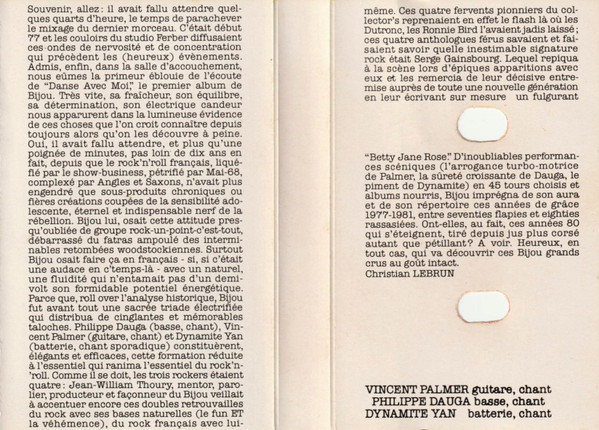 Souvenir, allez : il avait fallu attendre quel-
ques quarts d'heure, le temps de parachever
le mixage du dernier morceau. C'était début
77 et les couloirs du studio Ferber diffusaient
ces ondes de nervosité et de concentration
qui précèdent les (heureux) évènements.
Admis, enfin, dans la salle d'accouchement,
nous eûmes la primeur éblouie de l'écoute
de "Danse Avec Moi," le premier album de
Bijou. Très vite, sa fraîcheur, son équilibre,
sa détermination, son électrique candeur
nous apparurent dans la lumineuse évidence
de ces choses que l'on croit connaître depuis
toujours alors qu'on les découvre à peine.
Oui, il avait fallu attendre, et plus qu'une
poignée de minutes, pas loin de dix ans en
fait, depuis que le rock'n'roll français, liqué-
fié par le show-business, pétrifié par Mai-68,
complexé par Angles et Saxons, n'avait plus
engendré que sous-produits chroniques ou
fières créations coupées de la sensibilité ado-
lescente, éternel et indispensable nerf de la
rébellion. Bijou lui, osait cette attitude pres-
qu'oubliée de groupe rock-un-point-c'est-tout,
débarrassé du fatras ampoulé des intermi-
nables retombées woodstockiennes. Surtout
Bijou osait faire ça en français - si, si c'était
une audace en c'temps-là - avec un naturel,
une fluidité qui n'entamait pas d'un demi-
volt son formidable potentiel énergétique.
Parce que, roll over l'analyse historique, Bijou
fut avant tout une sacrée triade électrifiée
qui distribua de cinglantes et mémorables
taloches. Philippe Dauga (basse, chant), Vin-
cent Palmer (guitare, chant) et Dynamite Yan
(batterie, chant sporadique) constituèrent,
élégants et efficaces, cette formation réduite
à l'essentiel qui ranima l'essentiel du rock'n'-
'roll. Comme il se doit, les trois rockers étaient
quatre : Jean-William Thoury, mentor, paro-
lier, producteur et façonneur du Bijou veillait
à accentuer encore ces doubles retrouvailles
du rock avec ses bases naturelles (le fun ET
la véhémence), du rock français avec lui-
même. Ces quatre fervents pionniers du col-
lector's reprenaient en effet le flash là où les
Dutronc, les Ronnie Bird l'avaient jadis laissé ;
ces quatre anthologues férus savaient et fai-
saient savoir quelle inestimable signature
rock était Serge Gainsbourg. Lequel repiqua
à la scène lors d'épiques apparitions avec
eux et les remercia de leur décisive entre-
mise auprès de toute une nouvelle génération
en leur écrivant sur mesure un fulgurant
"Betty Jane Rose." D'inoubliables performan-
ces scéniques (l'arrogance turbo-motrice
de Palmer, la sûreté croissante de Dauga, le
piment de Dynamite) en 45 tours choisis et
albums nourris, Bijou imprégna de son aura
et de son répertoire ces années de grâce
1977-1981, entre seventies flapies et eighties
rassasiées. Ont-elles, au fait, ces années 80
qui s'éteignent, tiré depuis jus plus corsé
autant que pétillant ? A voir. Heureux, en
tout cas, qui va découvrir ces Bijou grands
crus au goût intact.
Christian LEBRUN
VINCENT PALMER guitare, chant
PHILIPPE DAUGA basse, chant
DYNAMITE YAN batterie, chant